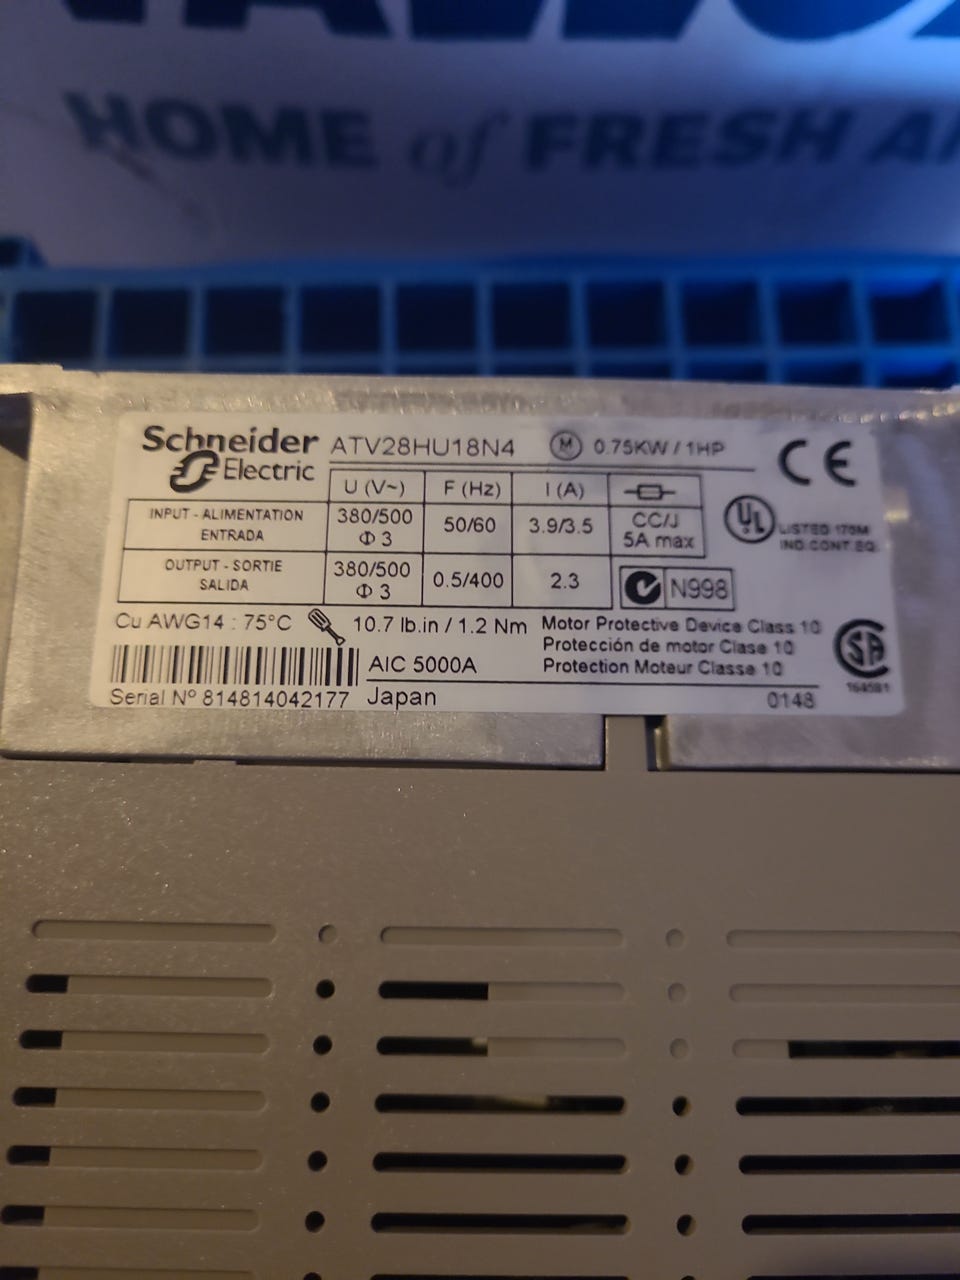 HOME of FRESH
Schneider Electric ATV28HU18N4 M 0.75KW / 1HP CE
U (V~) F (Hz) I (A)
INPUT - ALIMENTATION ENTRADA 380/500 Φ 3 50/60 3.9/3.5 CC/J 5A max
UL LISTED 176M IND.CONT.EQ.
OUTPUT - SORTIE SALIDA 380/500 Φ 3 0.5/400 2.3 N998
Cu AWG14 : 75°C 10.7 lb.in / 1.2 Nm Motor Protective Device Class 10
Protección de motor Clase 10
AIC 5000A Protection Moteur Classe 10
Serial Nº 814814042177 Japan 0148